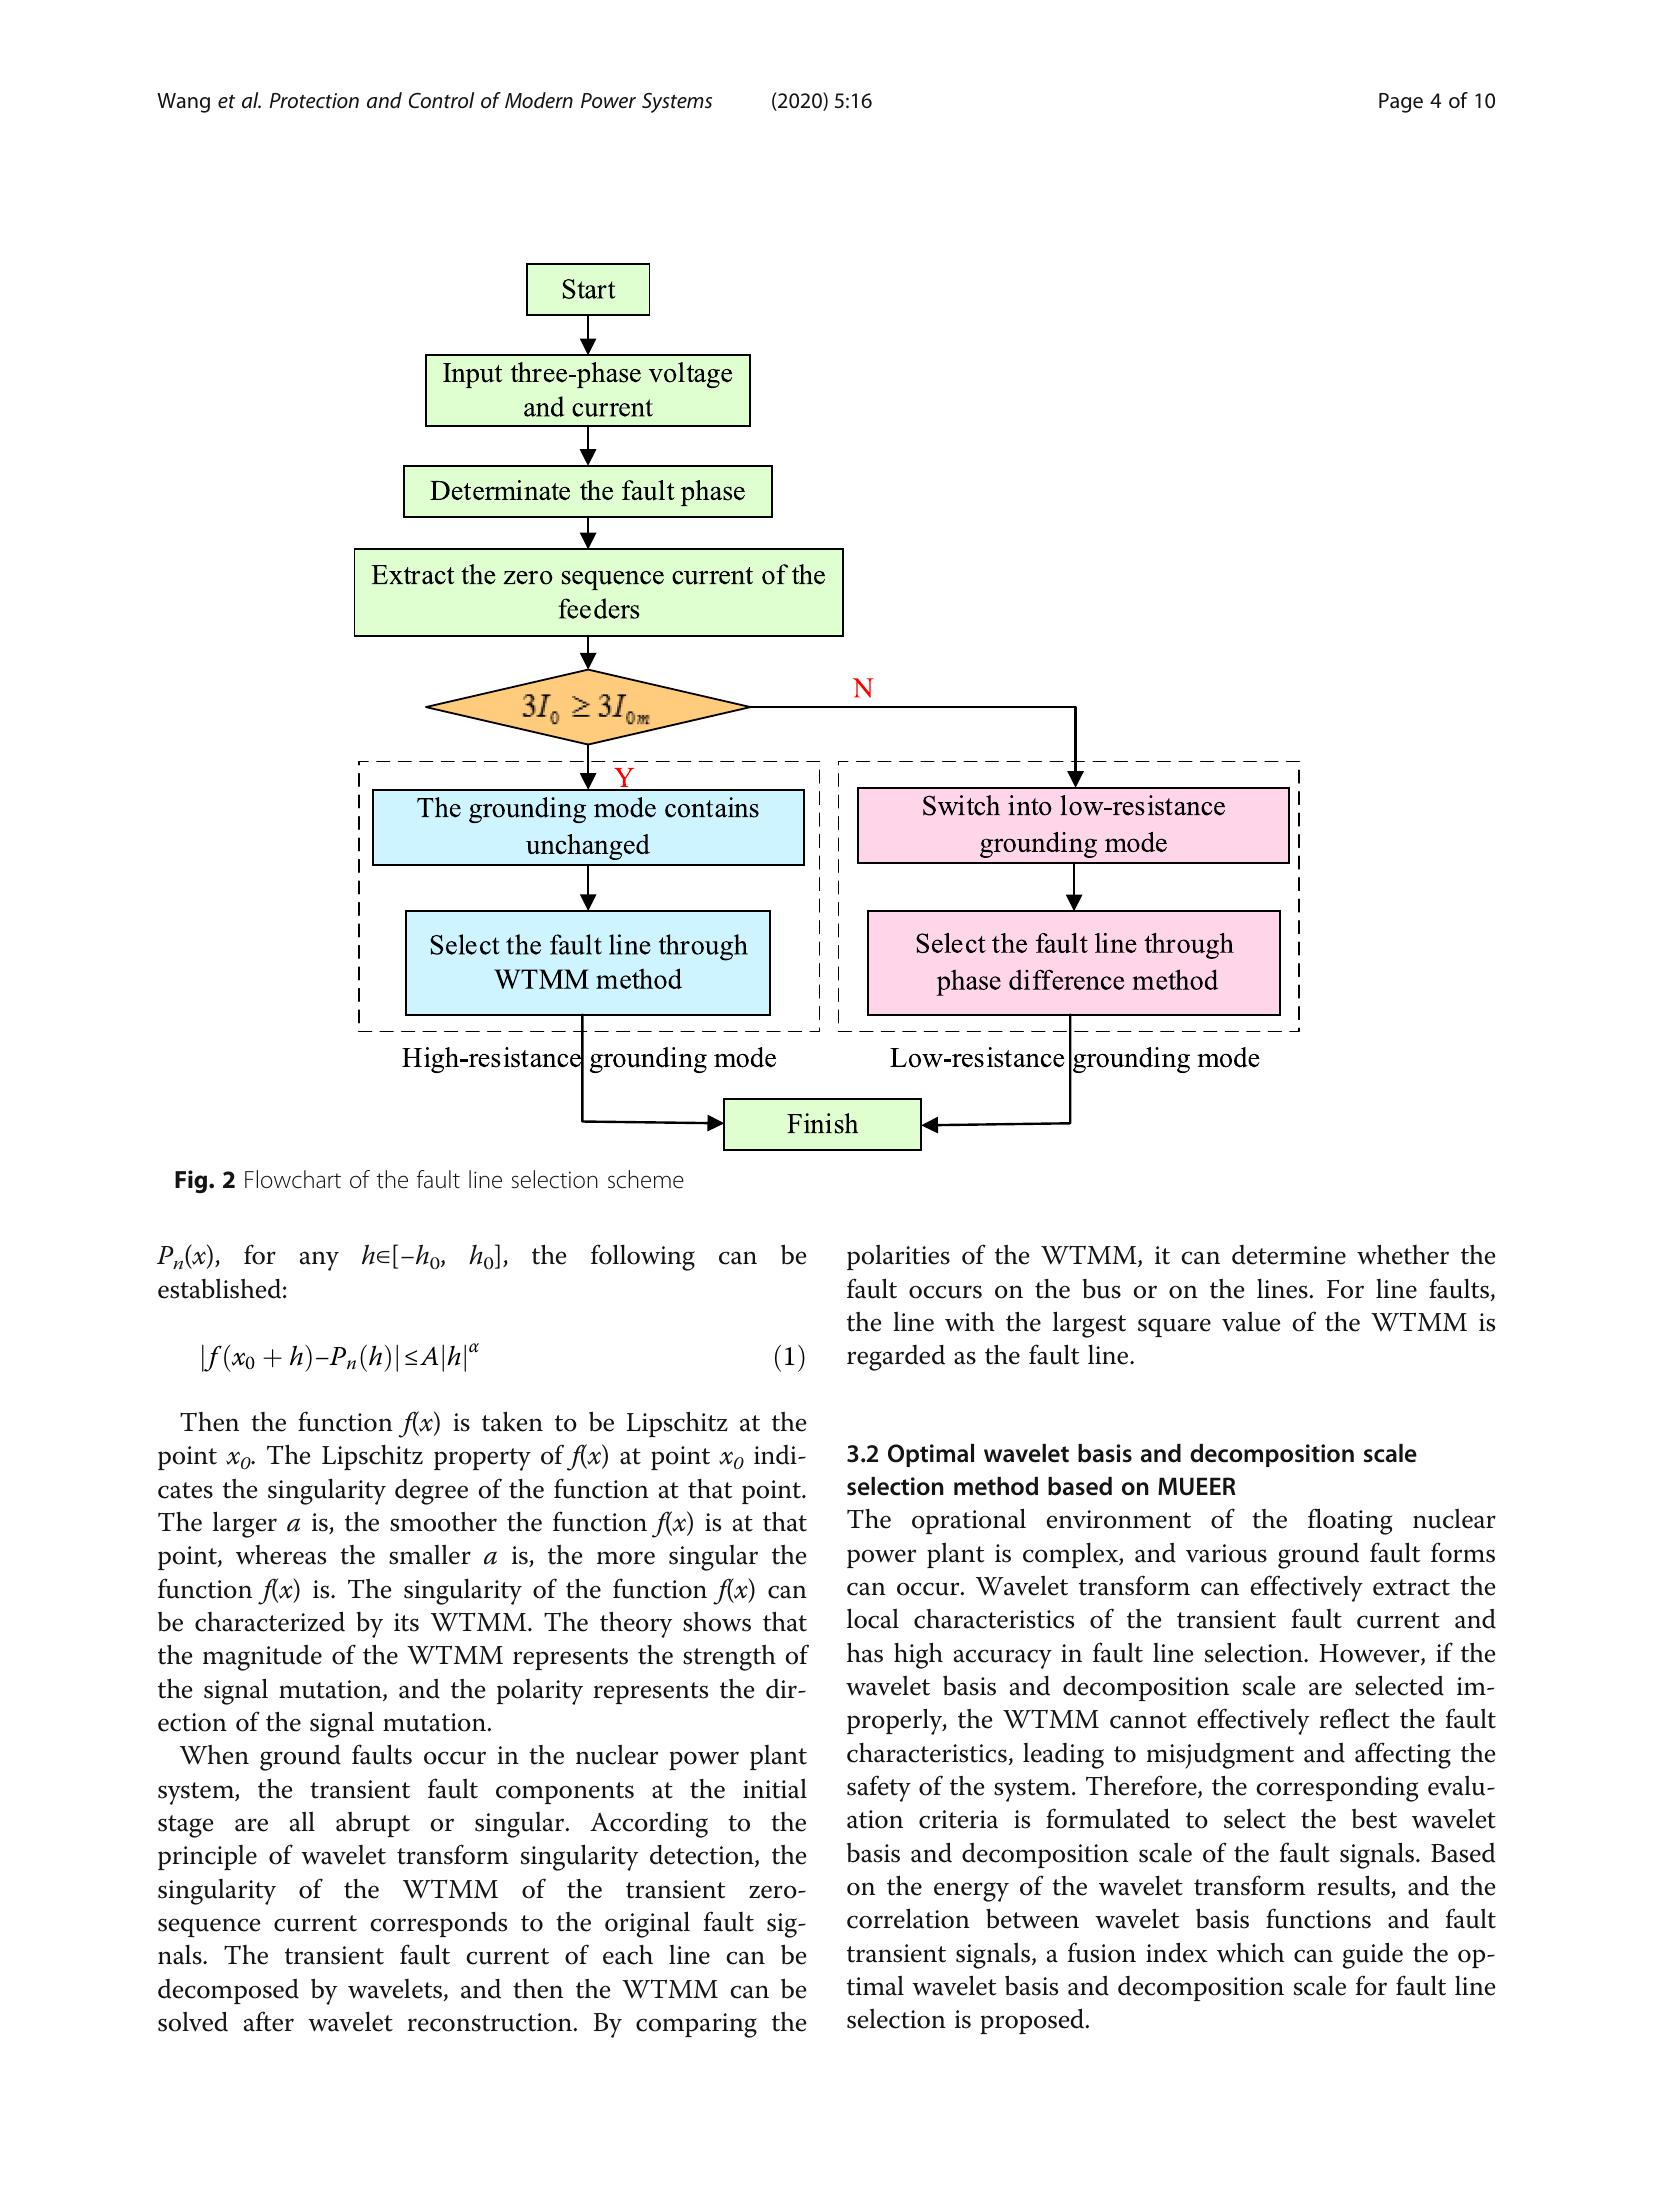 Wang et al. Protection and Control of Modern Power Systems (2020) 5:16 Page 4 of 10
Start
Input three-phase voltage
and current
Determinate the fault phase
Extract the zero sequence current of the
feeders
3I0 ≥ 3I0m
N
Y
The grounding mode contains
unchanged
Select the fault line through
WTMM method
High-resistance grounding mode
Switch into low-resistance
grounding mode
Select the fault line through
phase difference method
Low-resistance grounding mode
Finish
Fig. 2 Flowchart of the fault line selection scheme
Pn(x), for any h∈[–h0, h0], the following can be
established:
|f(x0 + h)–Pn(h)| ≤ A|h|^α (1)
Then the function f(x) is taken to be Lipschitz at the
point x0. The Lipschitz property of f(x) at point x0 indi-
cates the singularity degree of the function at that point.
The larger a is, the smoother the function f(x) is at that
point, whereas the smaller a is, the more singular the
function f(x) is. The singularity of the function f(x) can
be characterized by its WTMM. The theory shows that
the magnitude of the WTMM represents the strength of
the signal mutation, and the polarity represents the dir-
ection of the signal mutation.
When ground faults occur in the nuclear power plant
system, the transient fault components at the initial
stage are all abrupt or singular. According to the
principle of wavelet transform singularity detection, the
singularity of the WTMM of the transient zero-
sequence current corresponds to the original fault sig-
nals. The transient fault current of each line can be
decomposed by wavelets, and then the WTMM can be
solved after wavelet reconstruction. By comparing the
polarities of the WTMM, it can determine whether the
fault occurs on the bus or on the lines. For line faults,
the line with the largest square value of the WTMM is
regarded as the fault line.
3.2 Optimal wavelet basis and decomposition scale
selection method based on MUEER
The oprational environment of the floating nuclear
power plant is complex, and various ground fault forms
can occur. Wavelet transform can effectively extract the
local characteristics of the transient fault current and
has high accuracy in fault line selection. However, if the
wavelet basis and decomposition scale are selected im-
properly, the WTMM cannot effectively reflect the fault
characteristics, leading to misjudgment and affecting the
safety of the system. Therefore, the corresponding evalu-
ation criteria is formulated to select the best wavelet
basis and decomposition scale of the fault signals. Based
on the energy of the wavelet transform results, and the
correlation between wavelet basis functions and fault
transient signals, a fusion index which can guide the op-
timal wavelet basis and decomposition scale for fault line
selection is proposed.